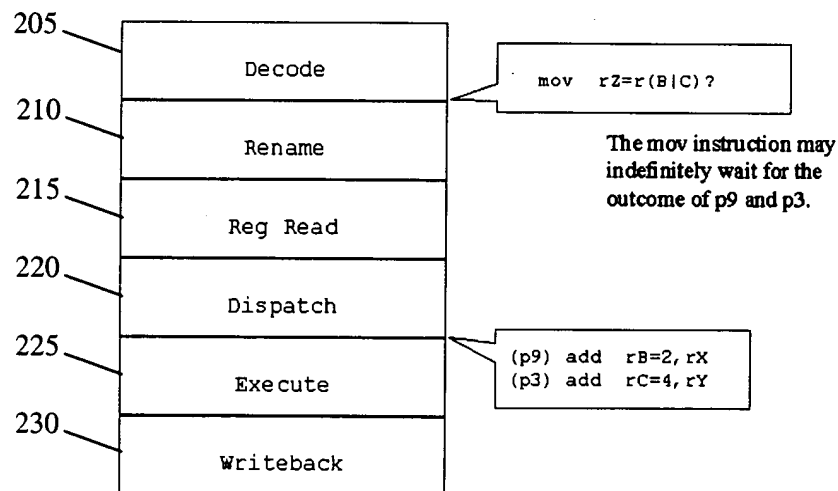 205
Decode
mov rZ=r(B|C)?
210
Rename
The mov instruction may
indefinitely wait for the
outcome of p9 and p3.
215
Reg Read
220
Dispatch
225
(p9) add rB=2,rX
(p3) add rC=4,rY
Execute
230
Writeback